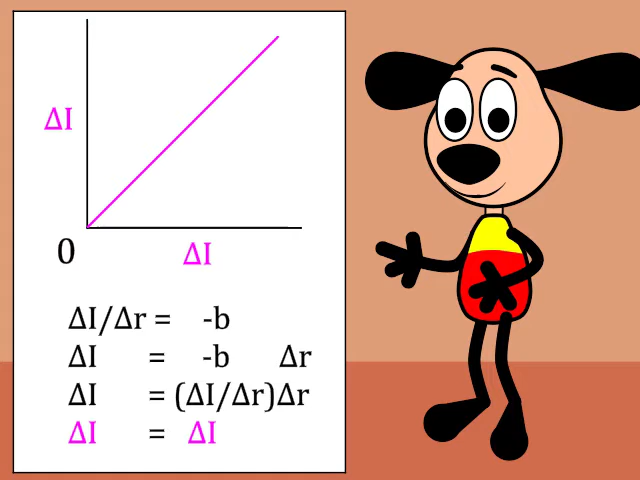 ΔI
0
ΔI
ΔI/Δr = -b
ΔI = -b Δr
ΔI = (ΔI/Δr)Δr
ΔI = ΔI